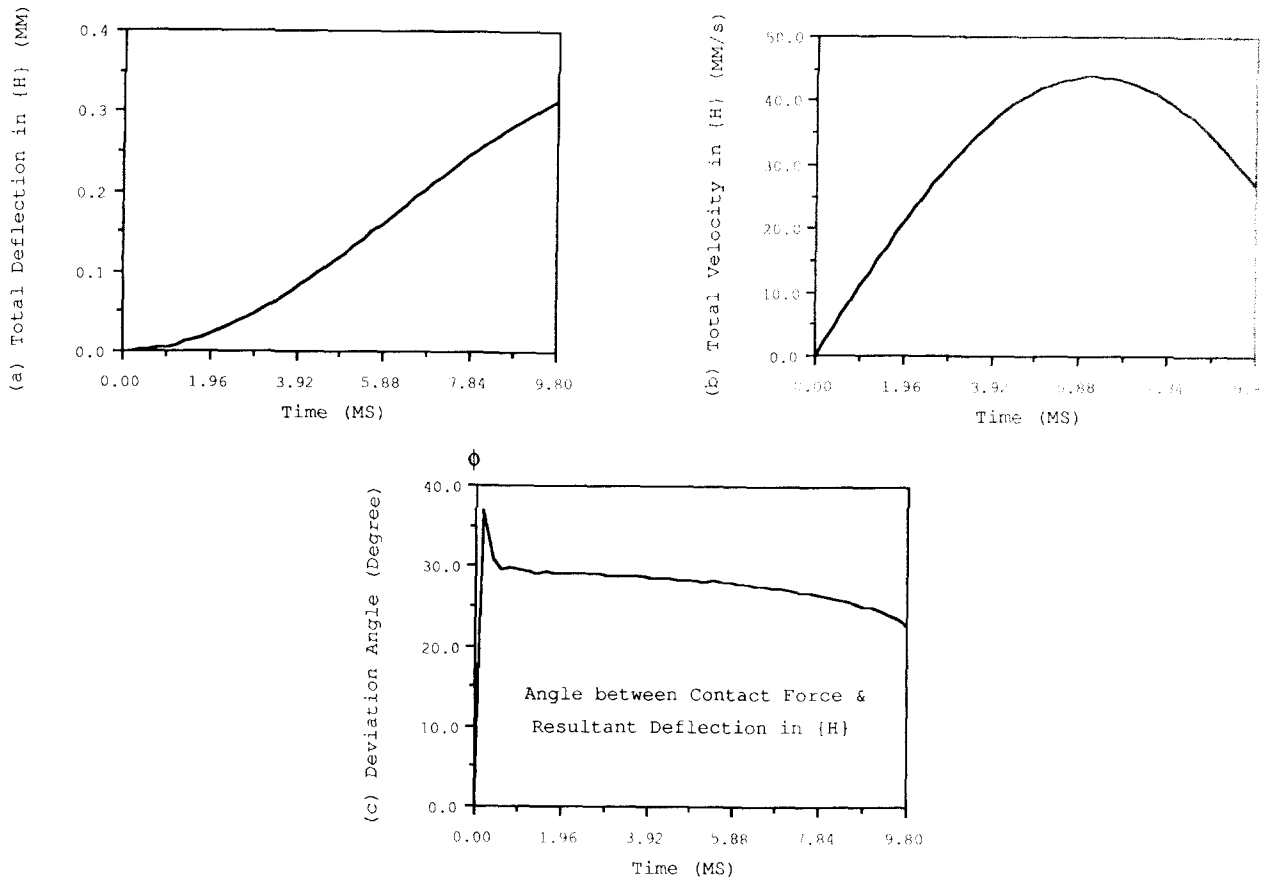 (a) Total Deflection in {H} (MM)
0.4
0.3
0.2
0.1
0.0
0.00 1.96 3.92 5.88 7.84 9.80
Time (MS)
(b) Total Velocity in {H} (MM/s)
50.0
40.0
30.0
20.0
10.0
0.0
1.96 5.88
Time (MS)
ϕ
(c) Deviation Angle (Degree)
40.0
30.0
20.0
10.0
0.0
Angle between Contact Force &
Resultant Deflection in {H}
0.00 1.96 3.92 5.88 7.84 9.80
Time (MS)